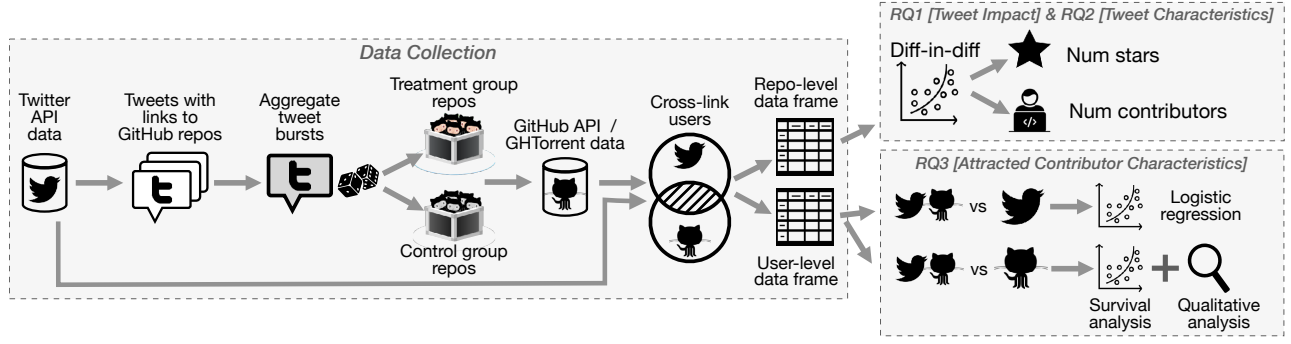 Data Collection
Twitter
API
data
Tweets with
links to
GitHub repos
Aggregate
tweet
bursts
Treatment group
repos
Control group
repos
GitHub API /
GHTorrent data
Cross-link
users
Repo-level
data frame
User-level
data frame
RQ1 [Tweet Impact] & RQ2 [Tweet Characteristics]
Diff-in-diff
Num stars
</>
Num contributors
RQ3 [Attracted Contributor Characteristics]
vs
Logistic
regression
vs
Survival
analysis
Qualitative
analysis